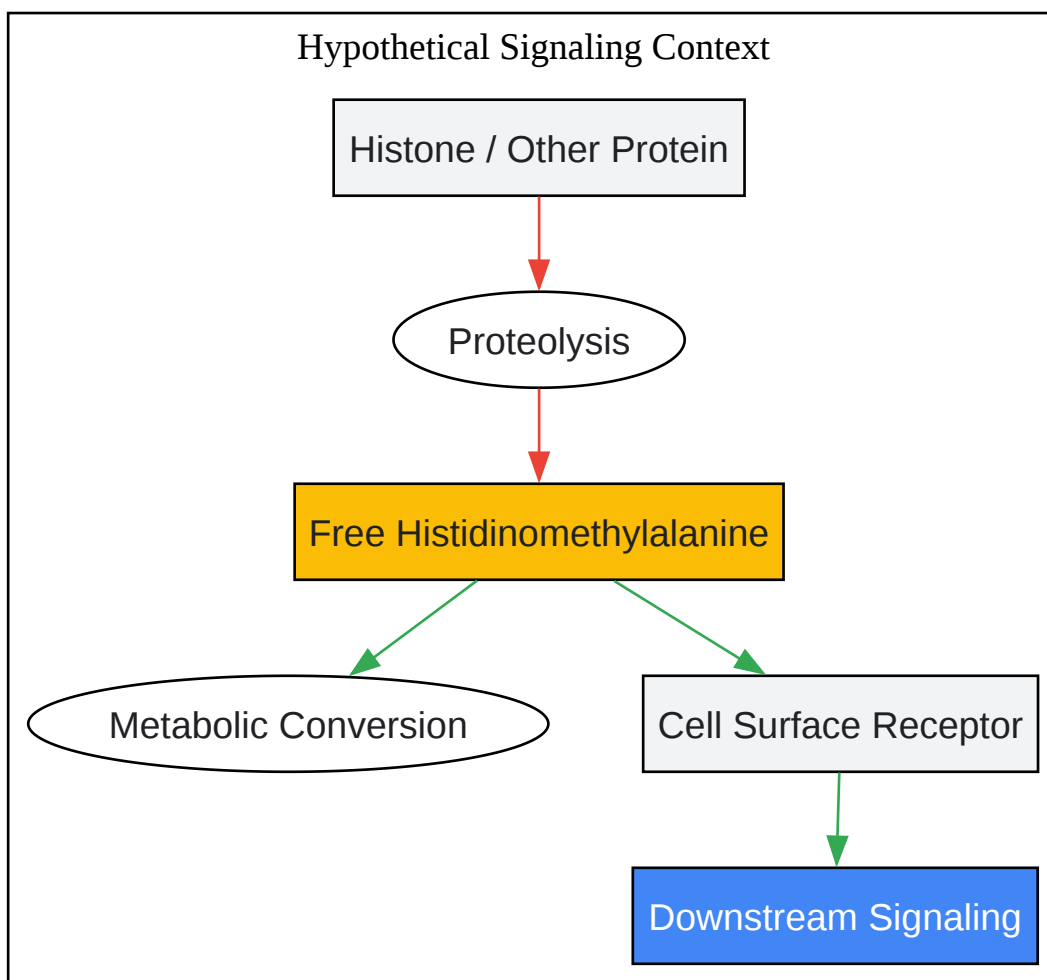 Hypothetical Signaling Context
Histone / Other Protein
Proteolysis
Free Histidinomethylalanine
Metabolic Conversion
Cell Surface Receptor
Downstream Signaling